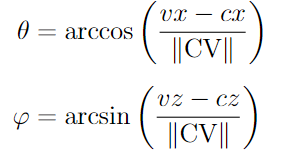 θ = arccos( (vx − cx) / ‖CV‖ )
φ = arcsin( (vz − cz) / ‖CV‖ )